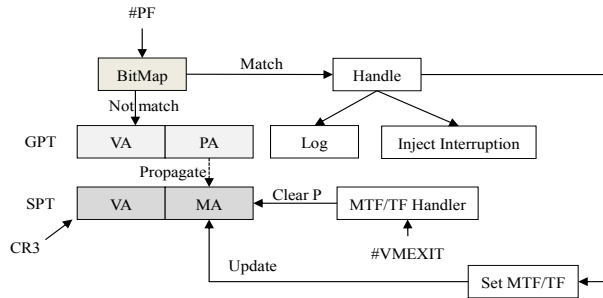 #PF
BitMap
Match
Handle
Not match
GPT
VA
PA
Log
Inject Interruption
Propagate
SPT
VA
MA
Clear P
MTF/TF Handler
CR3
#VMEXIT
Update
Set MTF/TF